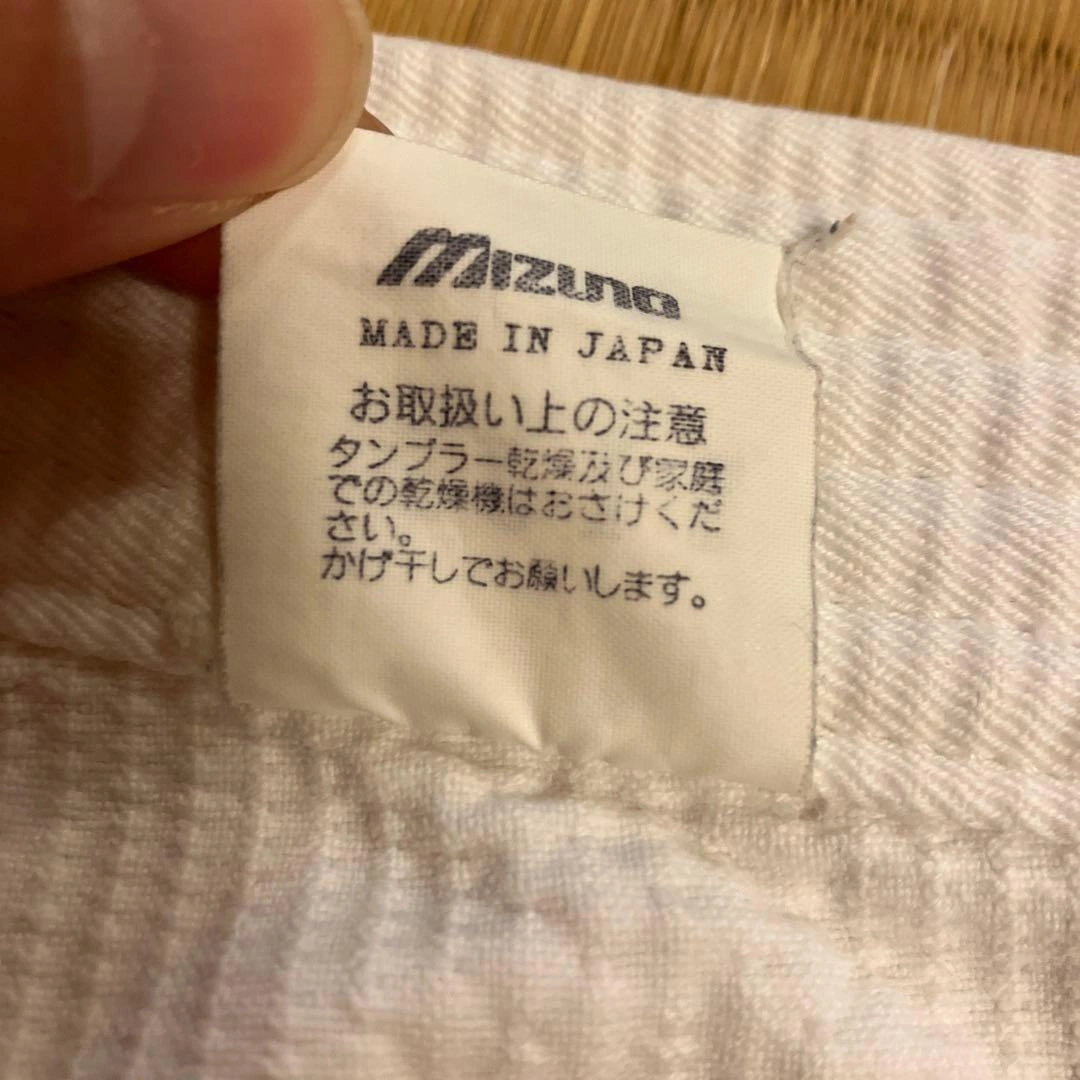 Mizuno
MADE IN JAPAN
お取扱い上の注意
タンブラー乾燥及び家庭
での乾燥機はおさけくだ
さい。
かげ干しでお願いします。